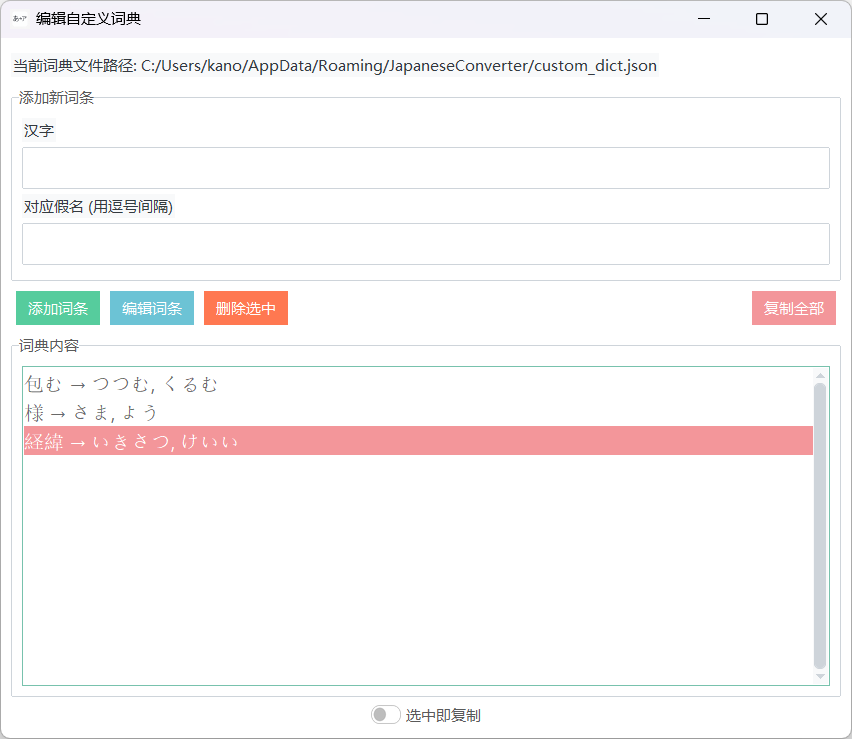 あ⇌ア 编辑自定义词典
当前词典文件路径: C:/Users/kano/AppData/Roaming/JapaneseConverter/custom_dict.json
添加新词条
汉字
对应假名 (用逗号间隔)
添加词条 编辑词条 删除选中 复制全部
词典内容
包む → つつむ, くるむ
様 → さま, よう
経緯 → いきさつ, けいい
选中即复制